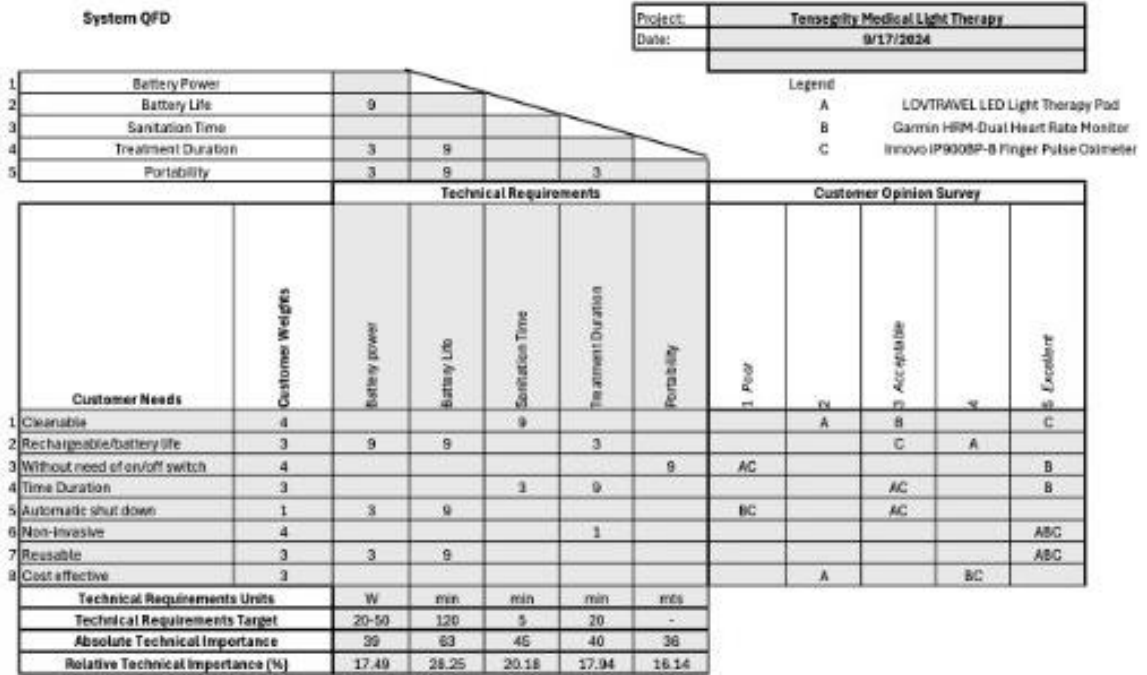 System QFD
Project: Tensegrity Medical Light Therapy
Date: 9/17/2024
Legend
A LOVTRAVEL LED Light Therapy Pad
B Garmin HRM-Dual Heart Rate Monitor
C Innovo iP900BP-B Finger Pulse Oximeter
1 Battery Power
2 Battery Life 9
3 Sanitation Time
4 Treatment Duration 3 9
5 Portability 3 9 3
Technical Requirements Customer Opinion Survey
Customer Needs Customer Weights Battery power Battery Life Sanitation Time Treatment Duration Portability 1 Poor 2 3 Acceptable 4 5 Excellent
1 Cleanable 4 9 A B C
2 Rechargeable/battery life 3 9 9 3 C A
3 Without need of on/off switch 4 9 AC B
4 Time Duration 3 3 9 AC B
5 Automatic shut down 1 3 9 BC AC
6 Non-invasive 4 1 ABC
7 Reusable 3 3 9 ABC
8 Cost effective 3 A BC
Technical Requirements Units W min min min mts
Technical Requirements Target 20-50 120 5 20 -
Absolute Technical Importance 39 63 45 40 36
Relative Technical Importance (%) 17.49 28.25 20.18 17.94 16.14